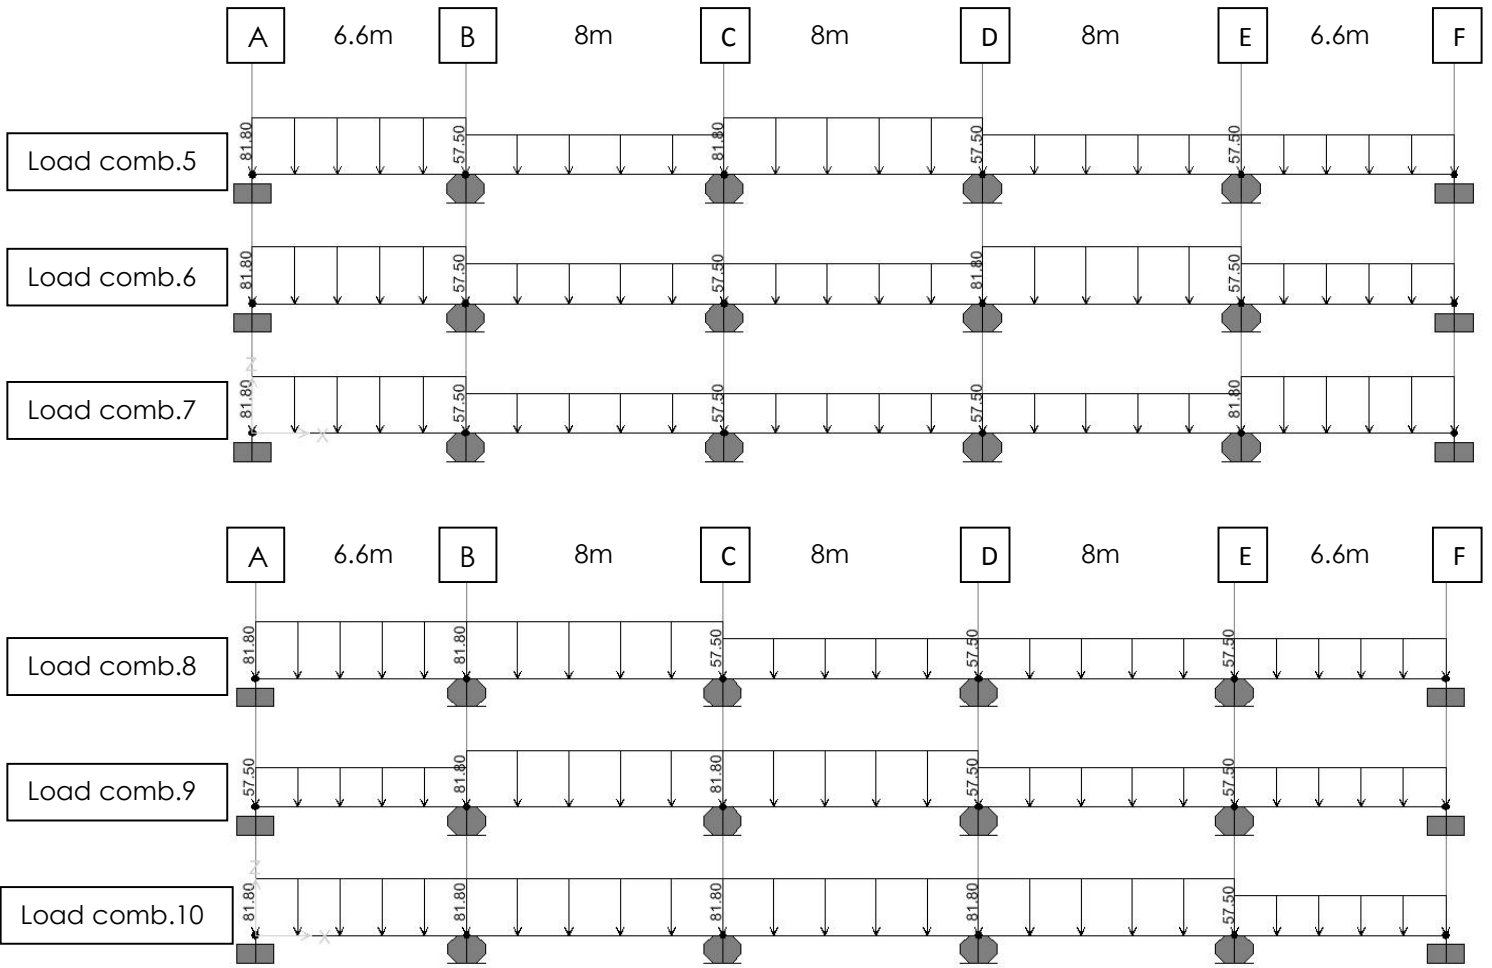 A 6.6m B 8m C 8m D 8m E 6.6m F
Load comb.5
81.80 57.50 81.80 57.50 57.50
Load comb.6
81.80 57.50 57.50 81.80 57.50
Z
Load comb.7
81.80 57.50 57.50 57.50 81.80
X
A 6.6m B 8m C 8m D 8m E 6.6m F
Load comb.8
81.80 81.80 57.50 57.50 57.50
Load comb.9
57.50 81.80 81.80 57.50 57.50
Z
Load comb.10
81.80 81.80 81.80 81.80 57.50
X